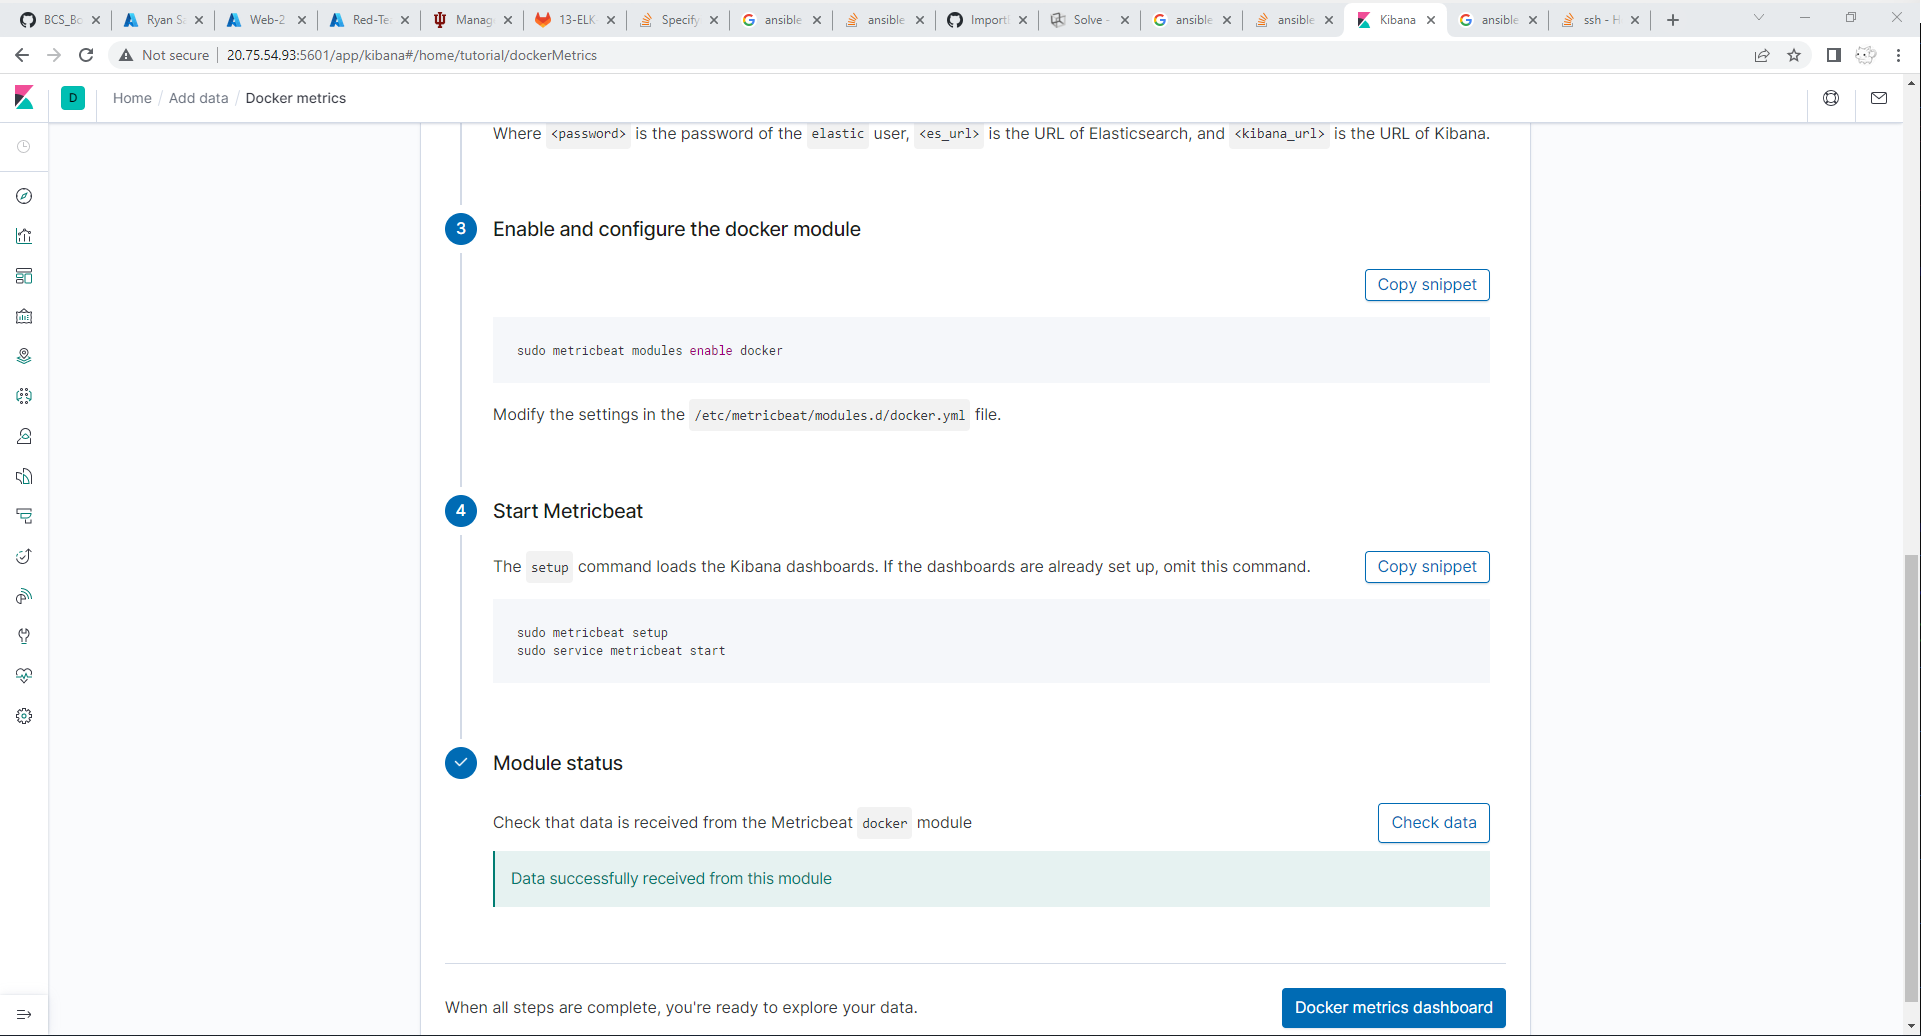 BCS_Bo
Ryan Sa
Web-2
Red-Te
Manag
13-ELK
Specify
ansible
ansible
Import
Solve -
ansible
ansible
Kibana
ansible
ssh - H
Not secure
20.75.54.93:5601/app/kibana#/home/tutorial/dockerMetrics
D
Home / Add data / Docker metrics
Where <password> is the password of the elastic user, <es_url> is the URL of Elasticsearch, and <kibana_url> is the URL of Kibana.
3 Enable and configure the docker module
Copy snippet
sudo metricbeat modules enable docker
Modify the settings in the /etc/metricbeat/modules.d/docker.yml file.
4 Start Metricbeat
The setup command loads the Kibana dashboards. If the dashboards are already set up, omit this command.
Copy snippet
sudo metricbeat setup
sudo service metricbeat start
Module status
Check that data is received from the Metricbeat docker module
Check data
Data successfully received from this module
When all steps are complete, you're ready to explore your data.
Docker metrics dashboard